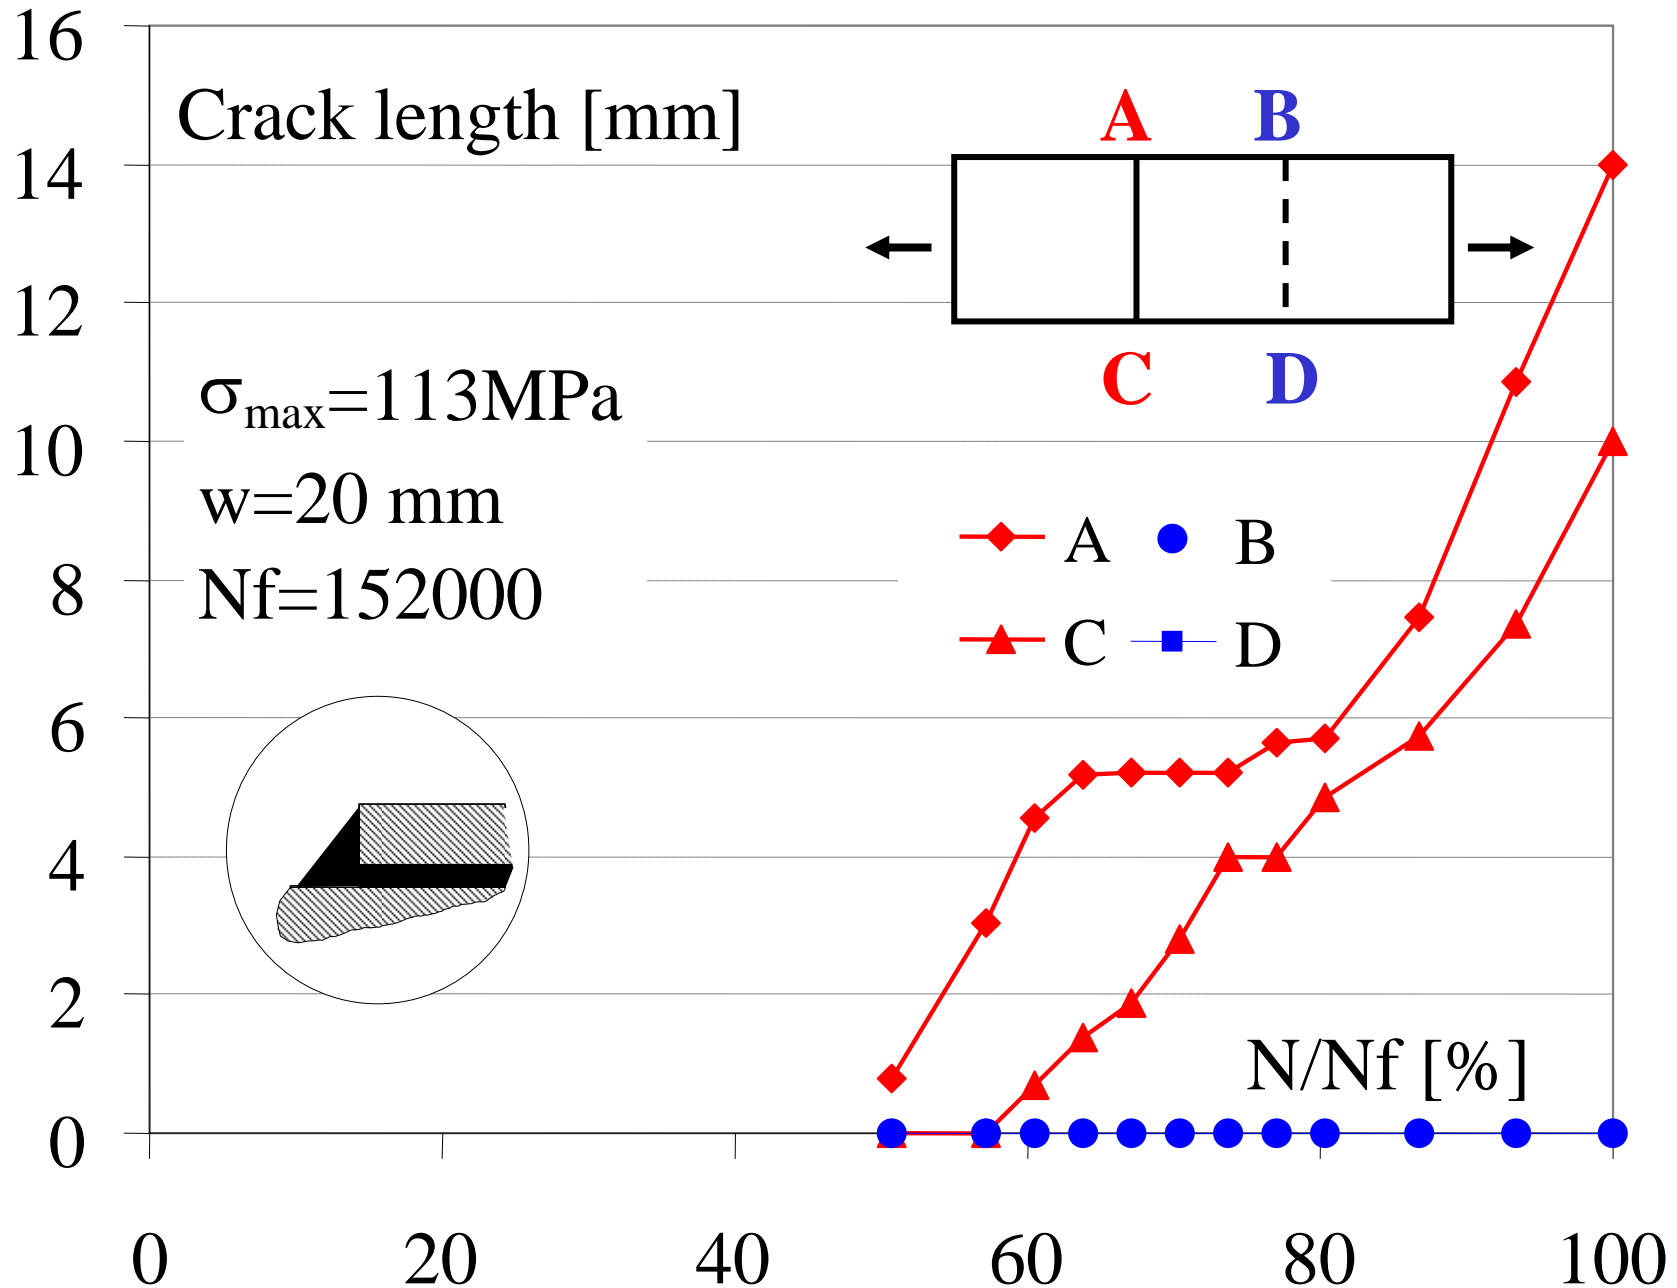 16
Crack length [mm]
A B
14
12
C D
σmax=113MPa
10
w=20 mm
A B
8
Nf=152000
C D
6
4
2
N/Nf [%]
0
0 20 40 60 80 100